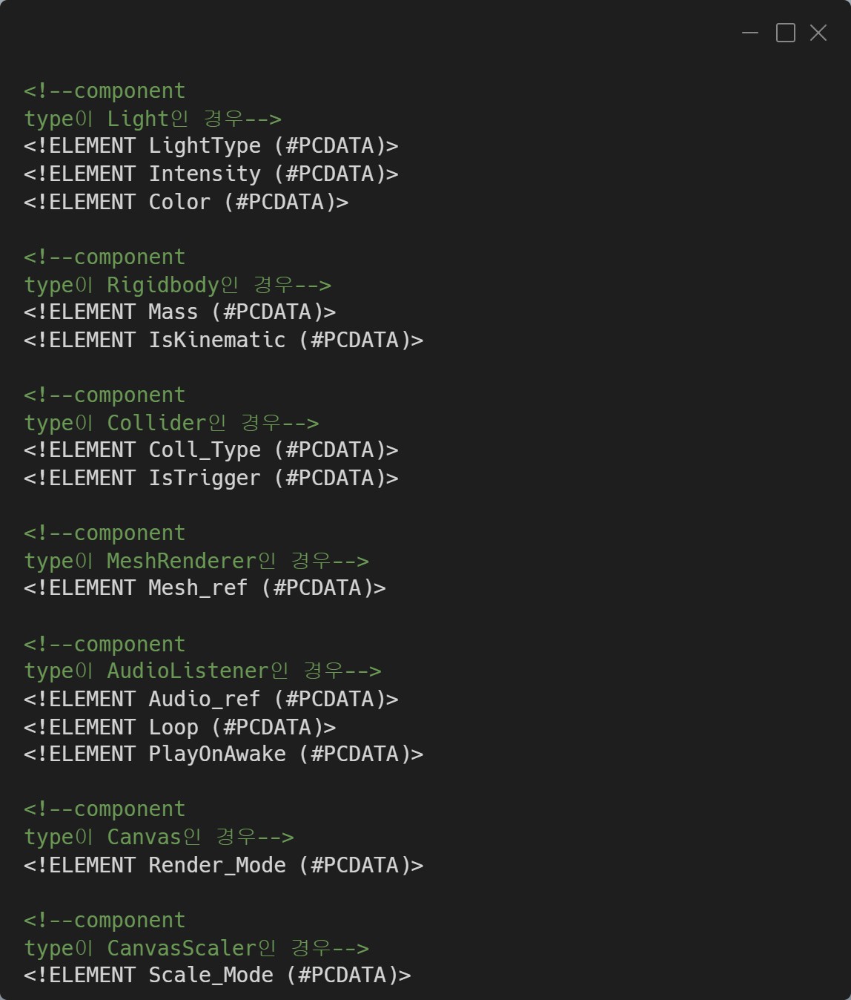 <!--component
type이 Light인 경우-->
<!ELEMENT LightType (#PCDATA)>
<!ELEMENT Intensity (#PCDATA)>
<!ELEMENT Color (#PCDATA)>
<!--component
type이 Rigidbody인 경우-->
<!ELEMENT Mass (#PCDATA)>
<!ELEMENT IsKinematic (#PCDATA)>
<!--component
type이 Collider인 경우-->
<!ELEMENT Coll_Type (#PCDATA)>
<!ELEMENT IsTrigger (#PCDATA)>
<!--component
type이 MeshRenderer인 경우-->
<!ELEMENT Mesh_ref (#PCDATA)>
<!--component
type이 AudioListener인 경우-->
<!ELEMENT Audio_ref (#PCDATA)>
<!ELEMENT Loop (#PCDATA)>
<!ELEMENT PlayOnAwake (#PCDATA)>
<!--component
type이 Canvas인 경우-->
<!ELEMENT Render_Mode (#PCDATA)>
<!--component
type이 CanvasScaler인 경우-->
<!ELEMENT Scale_Mode (#PCDATA)>